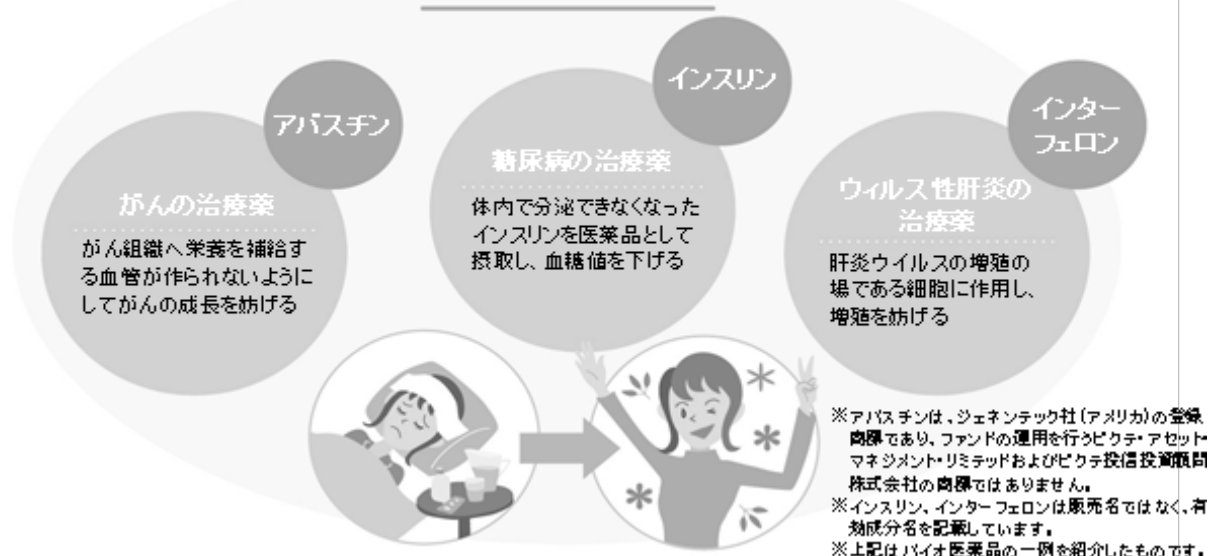 アバスチン
がんの治療薬
がん組織へ栄養を補給す
る血管が作られないように
してがんの成長を妨げる
インスリン
糖尿病の治療薬
体内で分泌できなくなった
インスリンを医薬品として
摂取し、血糖値を下げる
インター
フェロン
ウィルス性肝炎の
治療薬
肝炎ウイルスの増殖の
場である細胞に作用し、
増殖を妨げる
※アバスチンは、ジェネンテック社(アメリカ)の登録
商標であり、ファンドの運用を行うピクテ・アセット・
マネジメント・リミテッドおよびピクテ投信投資顧問
株式会社の商標ではありません。
※インスリン、インターフェロンは販売名ではなく、有
効成分名を記載しています。
※上記はバイオ医薬品の一例を紹介したものです。